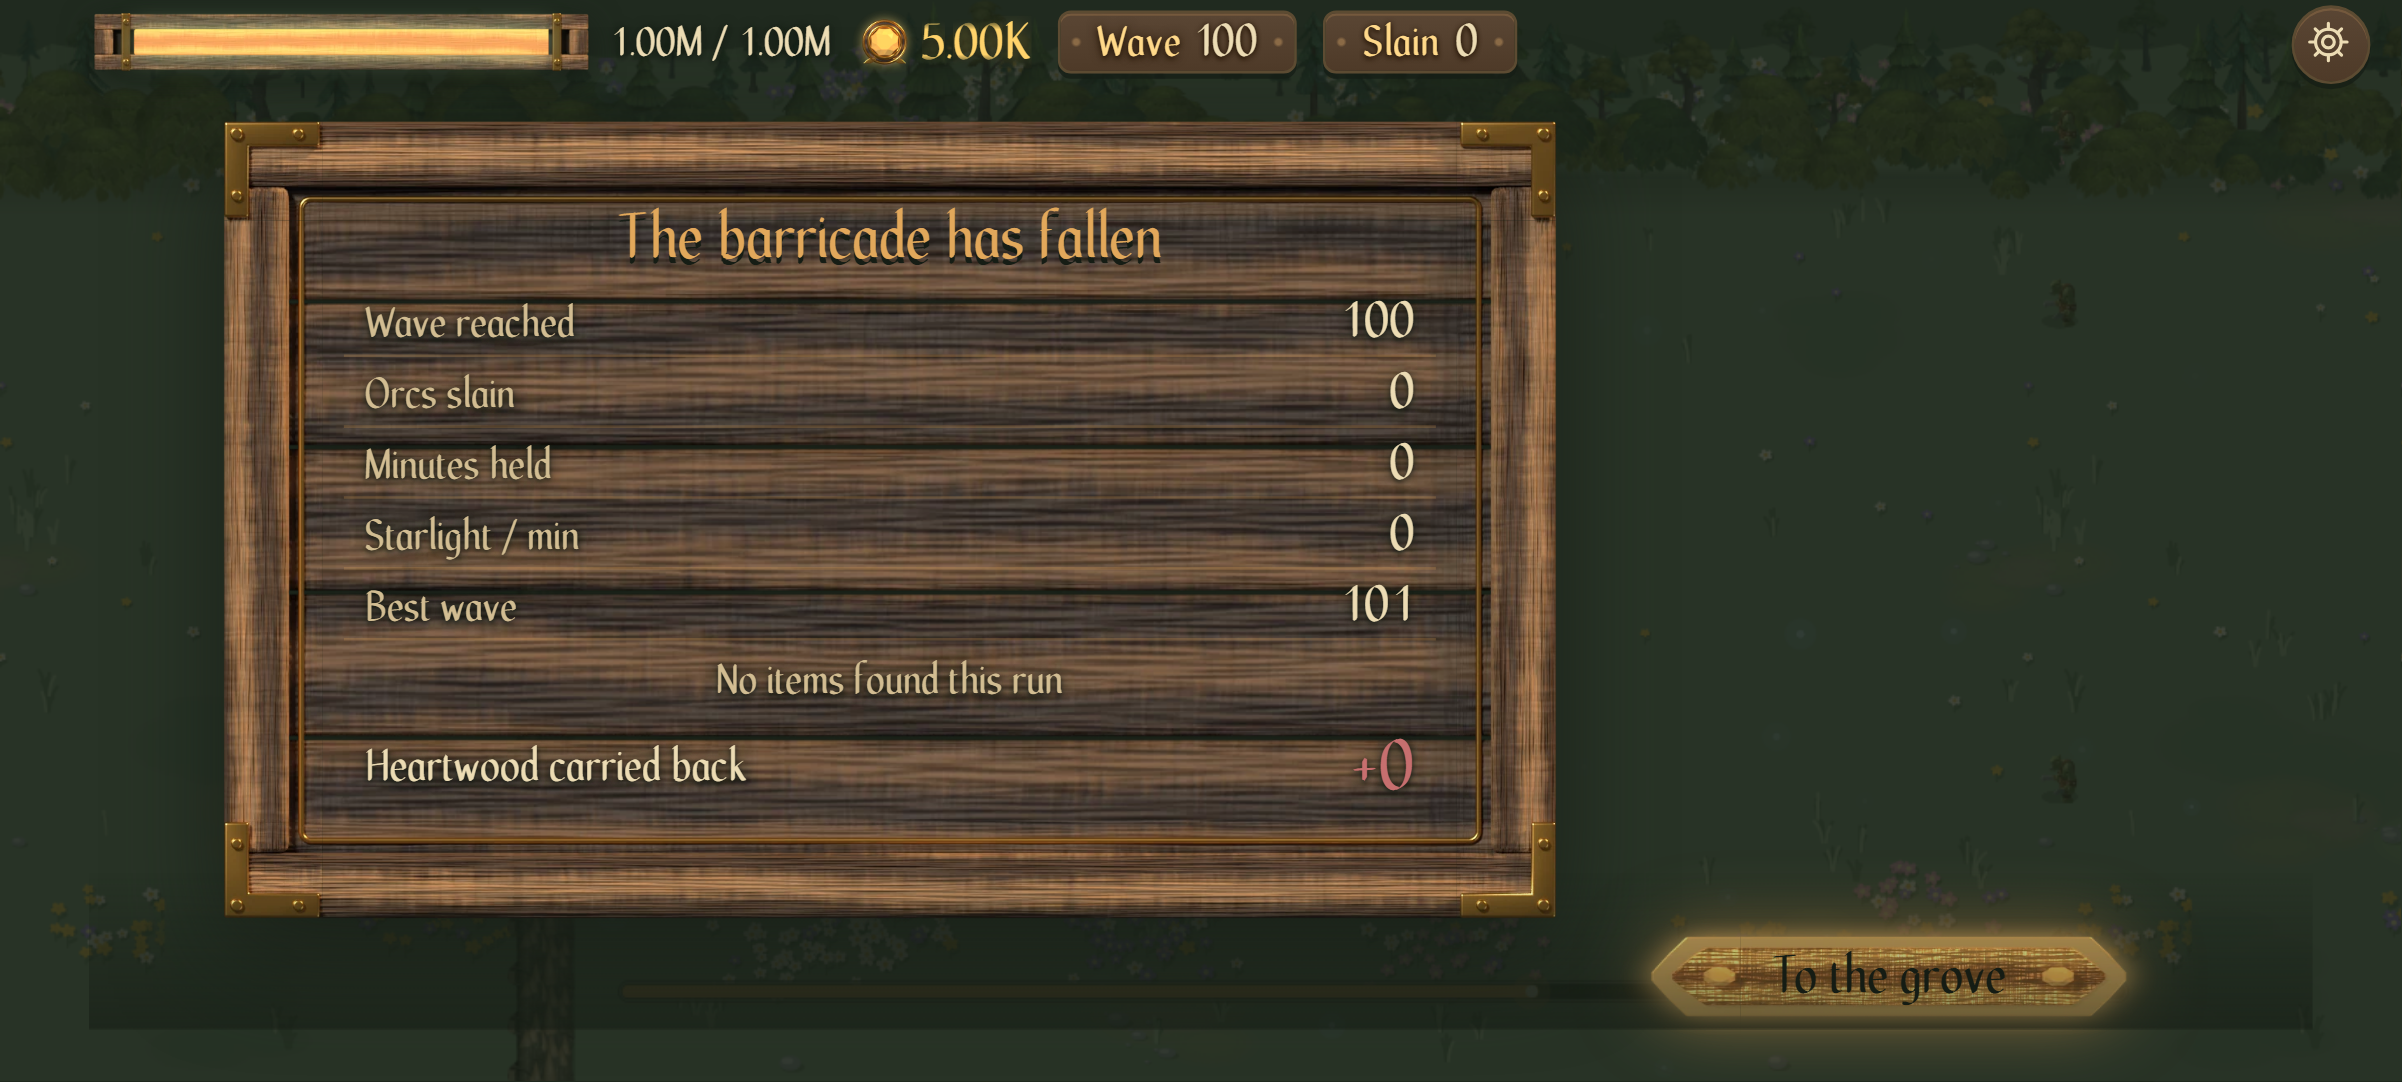 1.00M / 1.00M 5.00K Wave 100 Slain 0
The barricade has fallen
Wave reached 100
Orcs slain 0
Minutes held 0
Starlight / min 0
Best wave 101
No items found this run
Heartwood carried back +0
To the grove